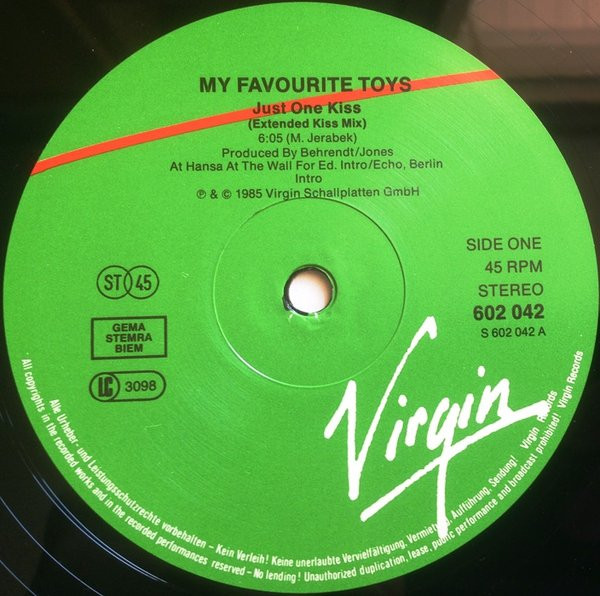 MY FAVOURITE TOYS
Just One Kiss
(Extended Kiss Mix)
6:05 (M. Jerabek)
Produced By Behrendt/Jones
At Hansa At The Wall For Ed. Intro/Echo, Berlin
Intro
℗ & © 1985 Virgin Schallplatten GmbH
SIDE ONE
45 RPM
STEREO
602 042
S 602 042 A
ST 45
GEMA
STEMRA
BIEM
LC 3098
Virgin
Alle Urheber- und Leistungsschutzrechte vorbehalten – Kein Verleih! Keine unerlaubte Vervielfältigung, Vermietung, Aufführung, Sendung! Virgin Records
All copyrights in the recorded works and in the recorded performances reserved – No lending! Unauthorized duplication, lease, public performance and broadcast prohibited! Virgin Records